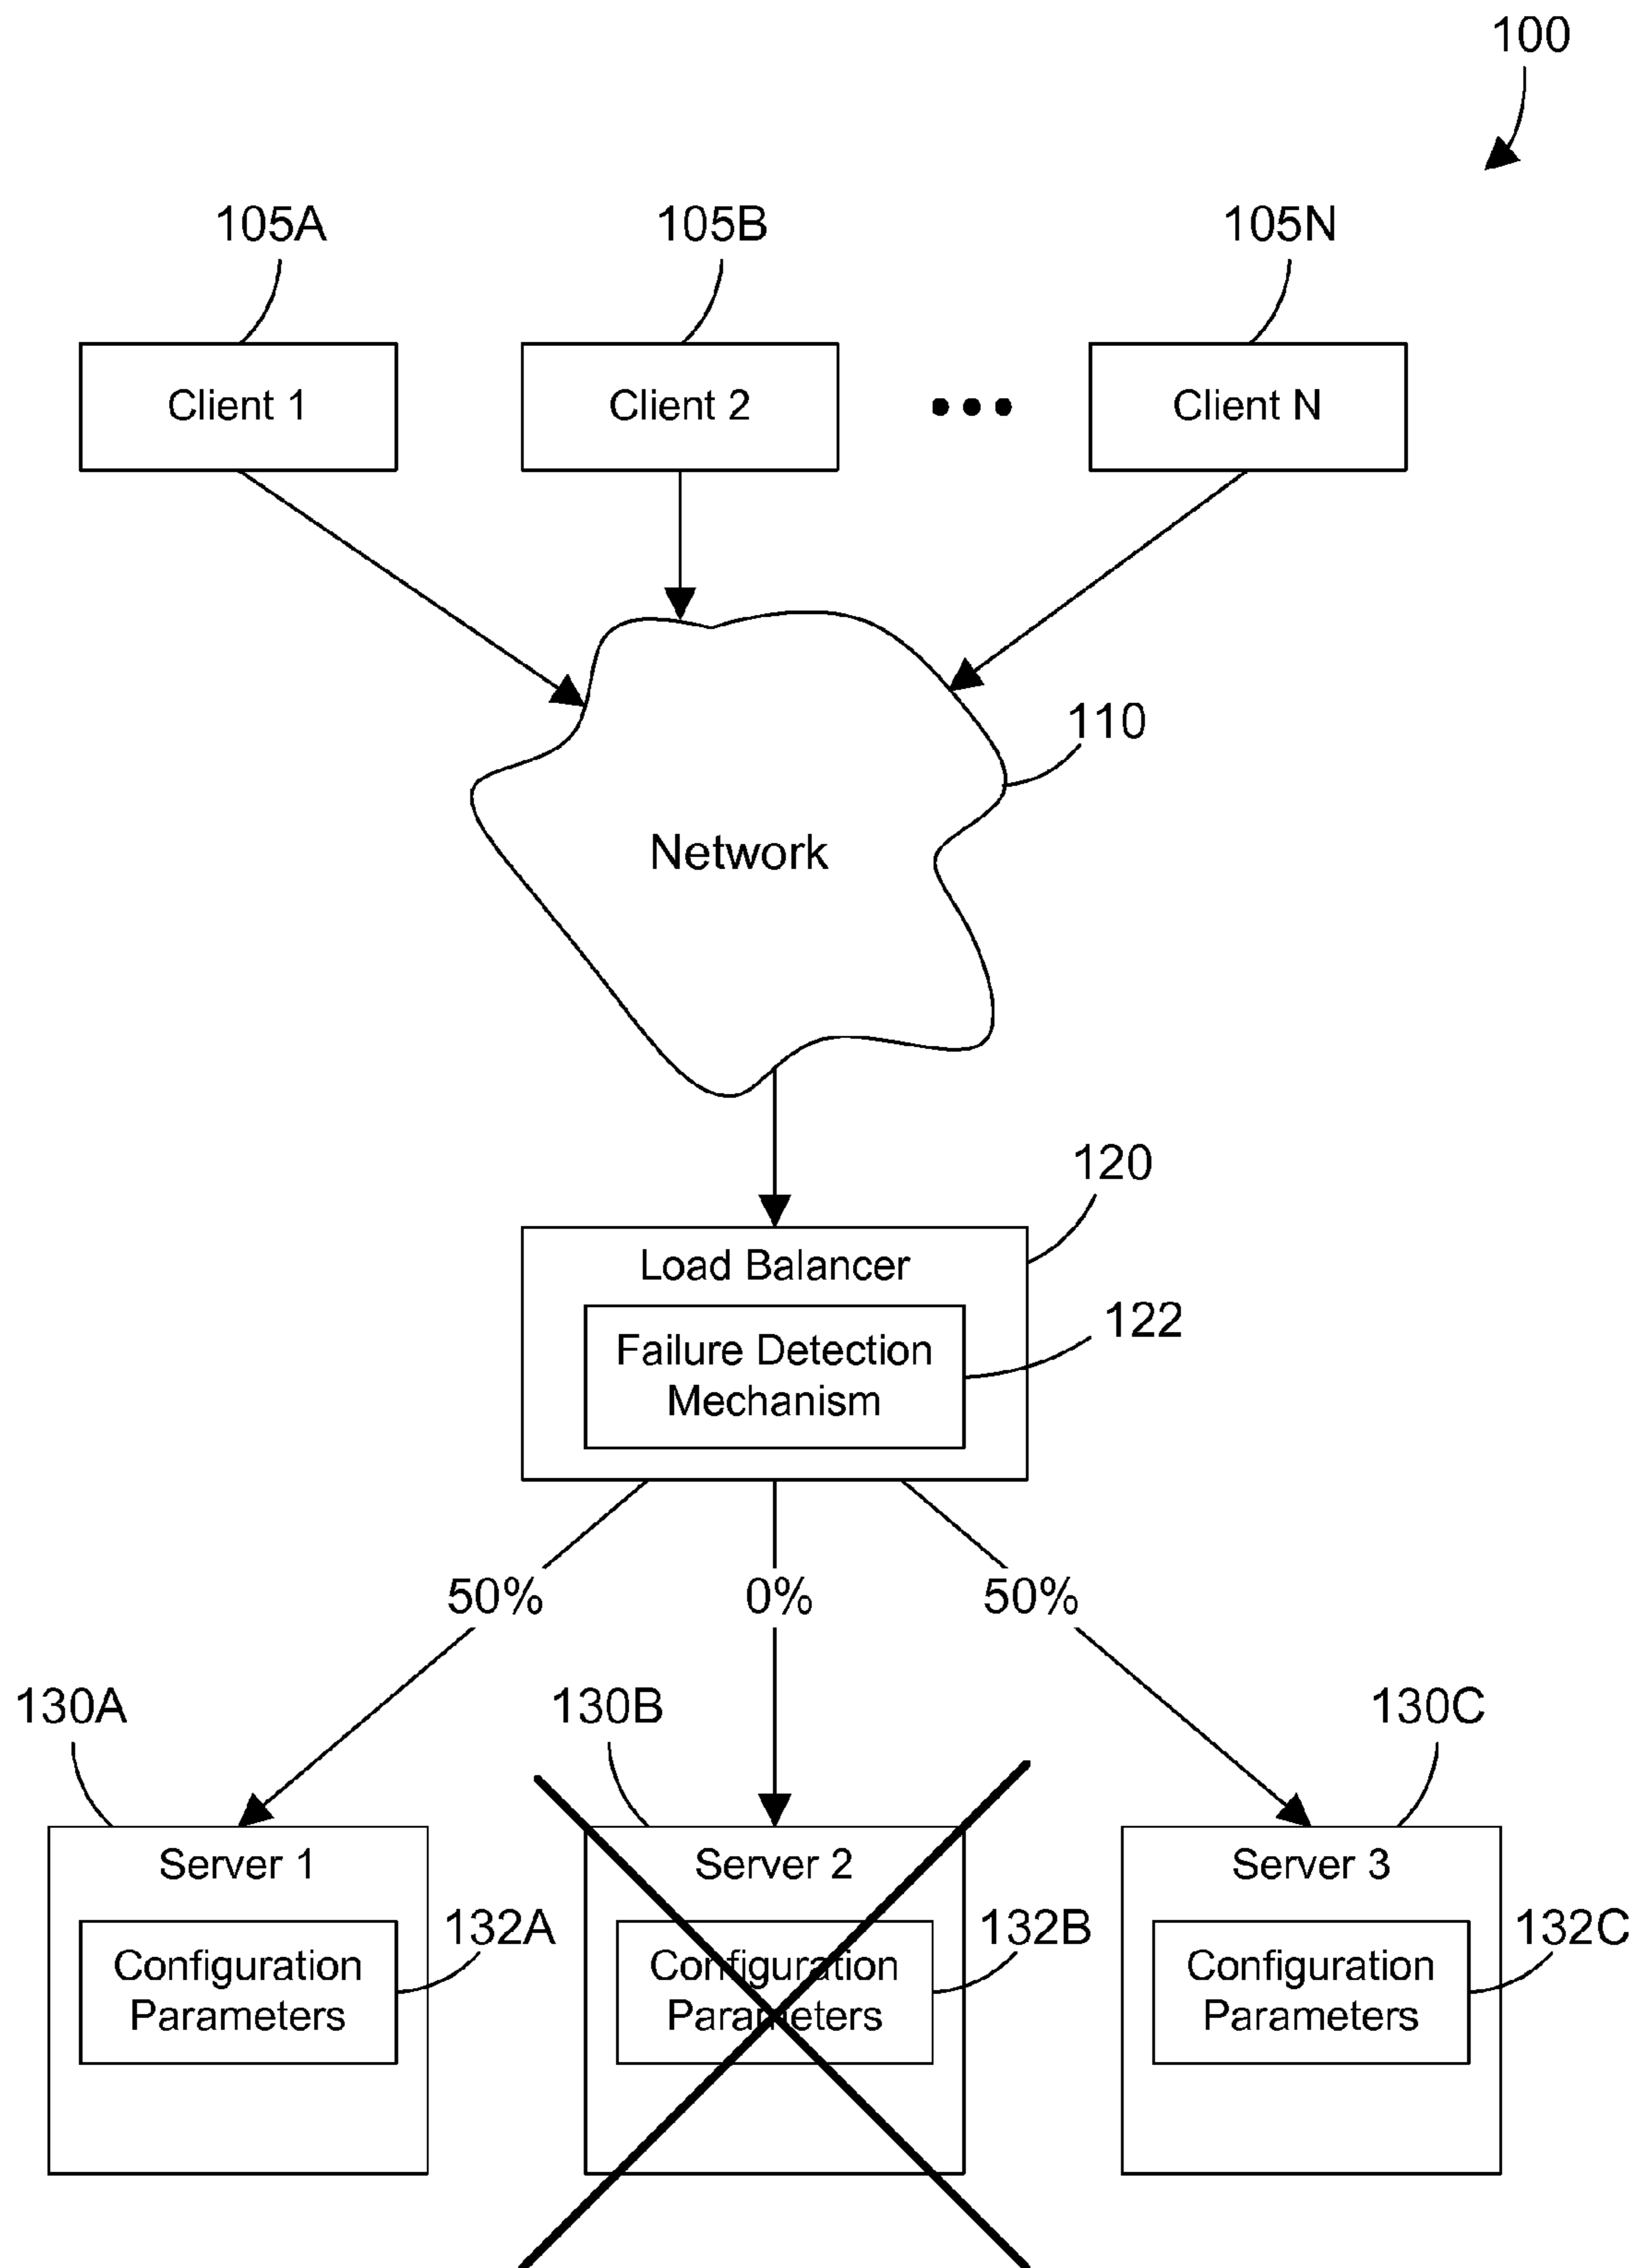 100
105A
105B
105N
Client 1
Client 2
Client N
110
Network
120
Load Balancer
122
Failure Detection
Mechanism
50%
0%
50%
130A
130B
130C
Server 1
Server 2
Server 3
132A
132B
132C
Configuration
Parameters
Configuration
Parameters
Configuration
Parameters